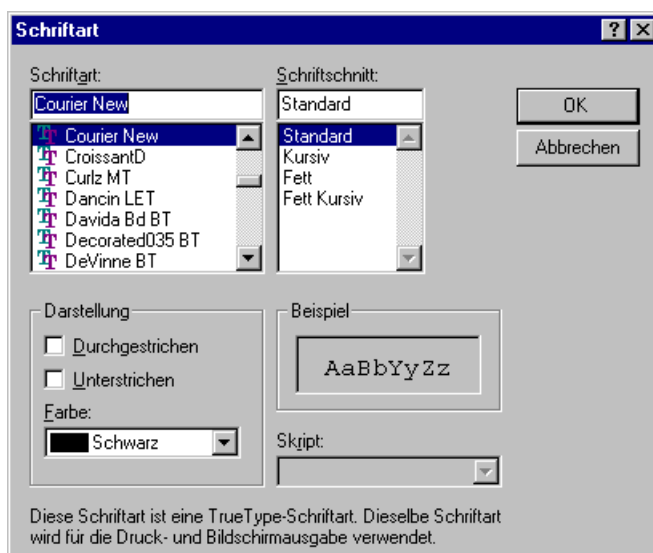 Schriftart
Schriftart:
Schriftschnitt:
Courier New
Standard
OK
Abbrechen
Courier New
CroissantD
Curlz MT
Dancin LET
Davida Bd BT
Decorated035 BT
DeVinne BT
Standard
Kursiv
Fett
Fett Kursiv
Darstellung
Durchgestrichen
Unterstrichen
Farbe:
Schwarz
Beispiel
AaBbYyZz
Skript:
Diese Schriftart ist eine TrueType-Schriftart. Dieselbe Schriftart
wird für die Druck- und Bildschirmausgabe verwendet.